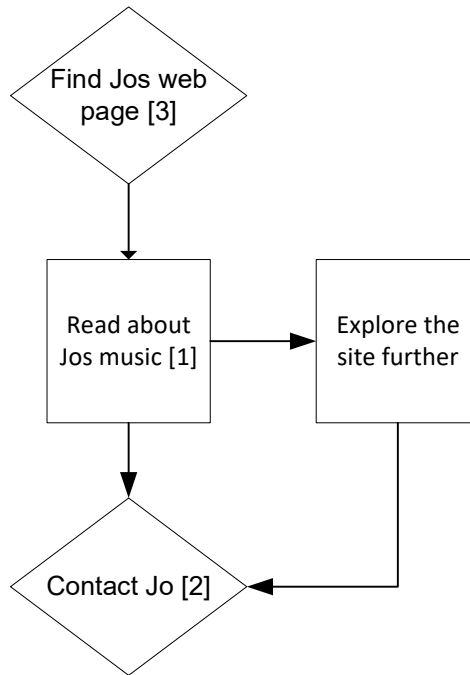 Find Jos web
page [3]
Read about
Jos music [1]
Explore the
site further
Contact Jo [2]